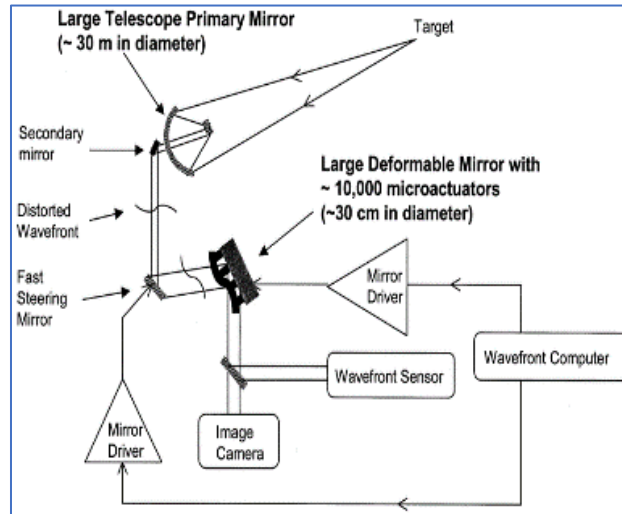 Large Telescope Primary Mirror
(~ 30 m in diameter)
Target
Secondary
mirror
Large Deformable Mirror with
~ 10,000 microactuators
(~30 cm in diameter)
Distorted
Wavefront
Fast
Steering
Mirror
Mirror
Driver
Wavefront Computer
Wavefront Sensor
Mirror
Driver
Image
Camera